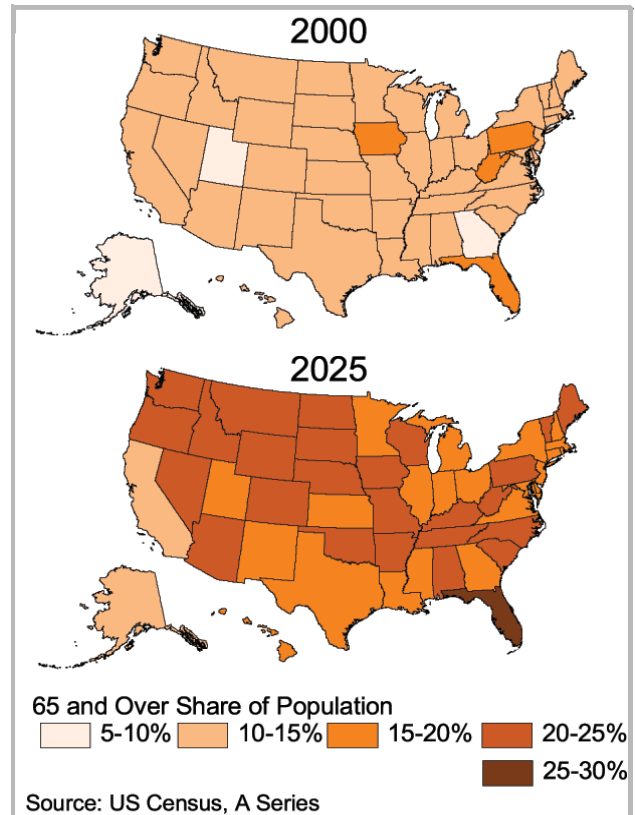 2000
2025
65 and Over Share of Population
5-10% 10-15% 15-20% 20-25%
25-30%
Source: US Census, A Series